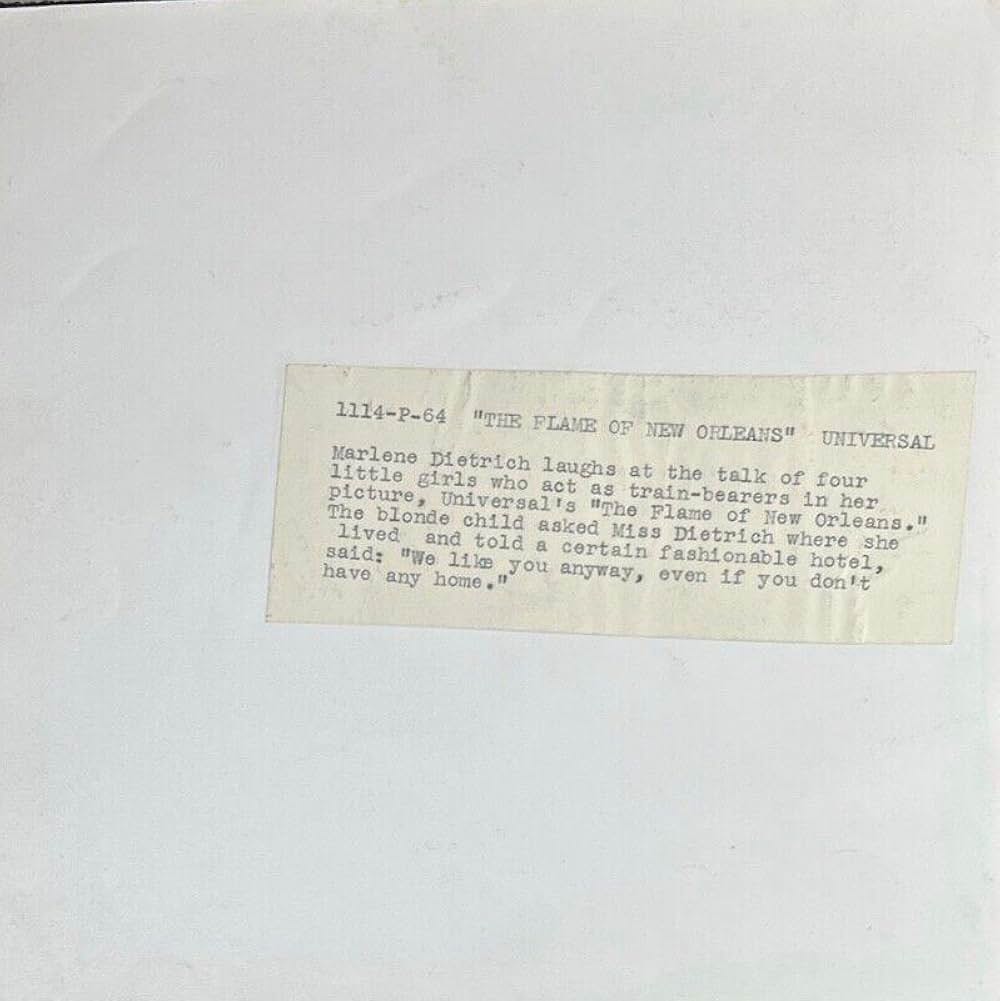 1114-P-64 "THE FLAME OF NEW ORLEANS" UNIVERSAL
Marlene Dietrich laughs at the talk of four
little girls who act as train-bearers in her
picture, Universal's "The Flame of New Orleans."
The blonde child asked Miss Dietrich where she
lived and told a certain fashionable hotel,
said: "We like you anyway, even if you don't
have any home."